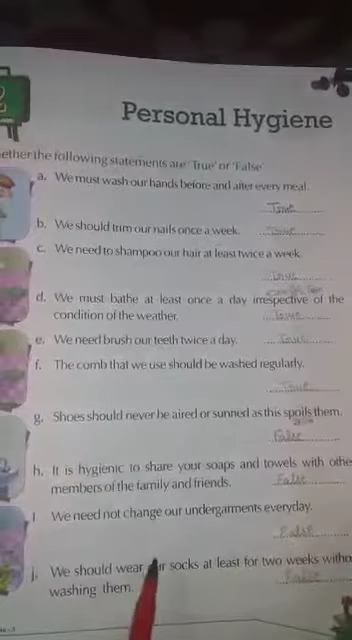 2
Personal Hygiene
ether the following statements are 'True' or 'False'
a. We must wash our hands before and after every meal.
True
b. We should trim our nails once a week. True
c. We need to shampoo our hair at least twice a week.
True
d. We must bathe at least once a day irrespective of the
condition of the weather. True
e. We need brush our teeth twice a day. True
f. The comb that we use should be washed regularly.
True
g. Shoes should never be aired or sunned as this spoils them.
False
h. It is hygienic to share your soaps and towels with othe
members of the family and friends. False
I. We need not change our undergarments everyday.
False
j. We should wear our socks at least for two weeks witho
washing them. False